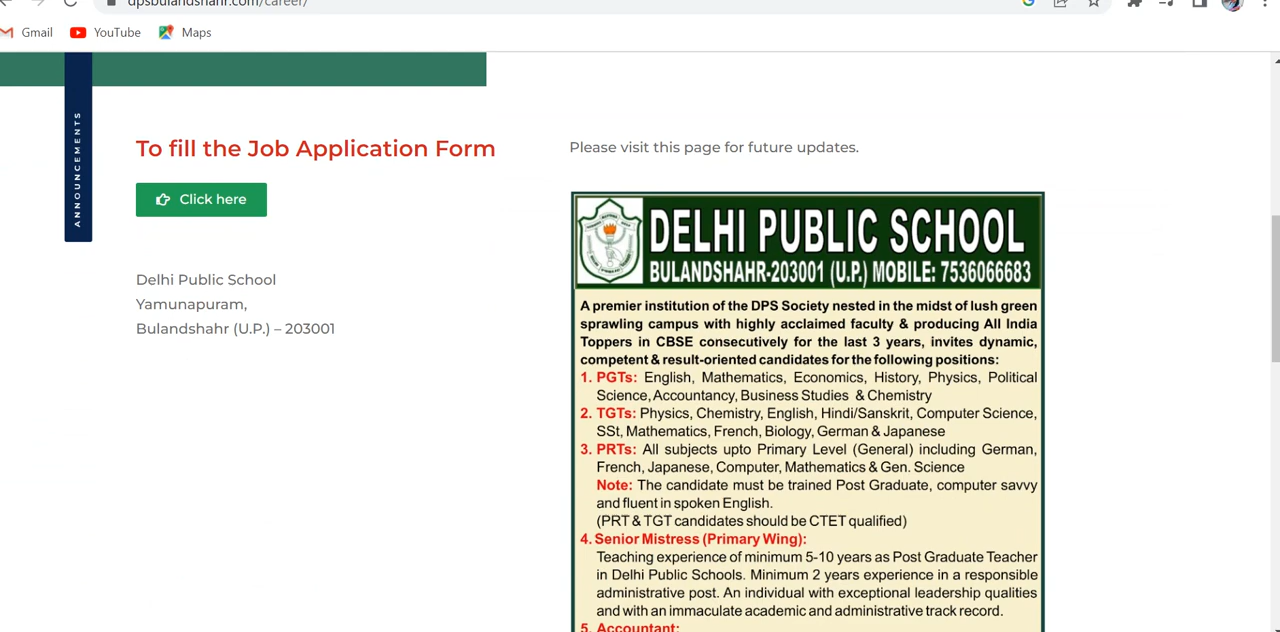 dpsbulandshahr.com/career/
Gmail
YouTube
Maps
ANNOUNCEMENTS
To fill the Job Application Form
Click here
Delhi Public School
Yamunapuram,
Bulandshahr (U.P.) – 203001
Please visit this page for future updates.
DELHI PUBLIC SCHOOL
BULANDSHAHR-203001 (U.P.) MOBILE: 7536066683
A premier institution of the DPS Society nested in the midst of lush green
sprawling campus with highly acclaimed faculty & producing All India
Toppers in CBSE consecutively for the last 3 years, invites dynamic,
competent & result-oriented candidates for the following positions:
1. PGTs: English, Mathematics, Economics, History, Physics, Political
Science, Accountancy, Business Studies & Chemistry
2. TGTs: Physics, Chemistry, English, Hindi/Sanskrit, Computer Science,
SSt, Mathematics, French, Biology, German & Japanese
3. PRTs: All subjects upto Primary Level (General) including German,
French, Japanese, Computer, Mathematics & Gen. Science
Note: The candidate must be trained Post Graduate, computer savvy
and fluent in spoken English.
(PRT & TGT candidates should be CTET qualified)
4. Senior Mistress (Primary Wing):
Teaching experience of minimum 5-10 years as Post Graduate Teacher
in Delhi Public Schools. Minimum 2 years experience in a responsible
administrative post. An individual with exceptional leadership qualities
and with an immaculate academic and administrative track record.
5. Accountant: